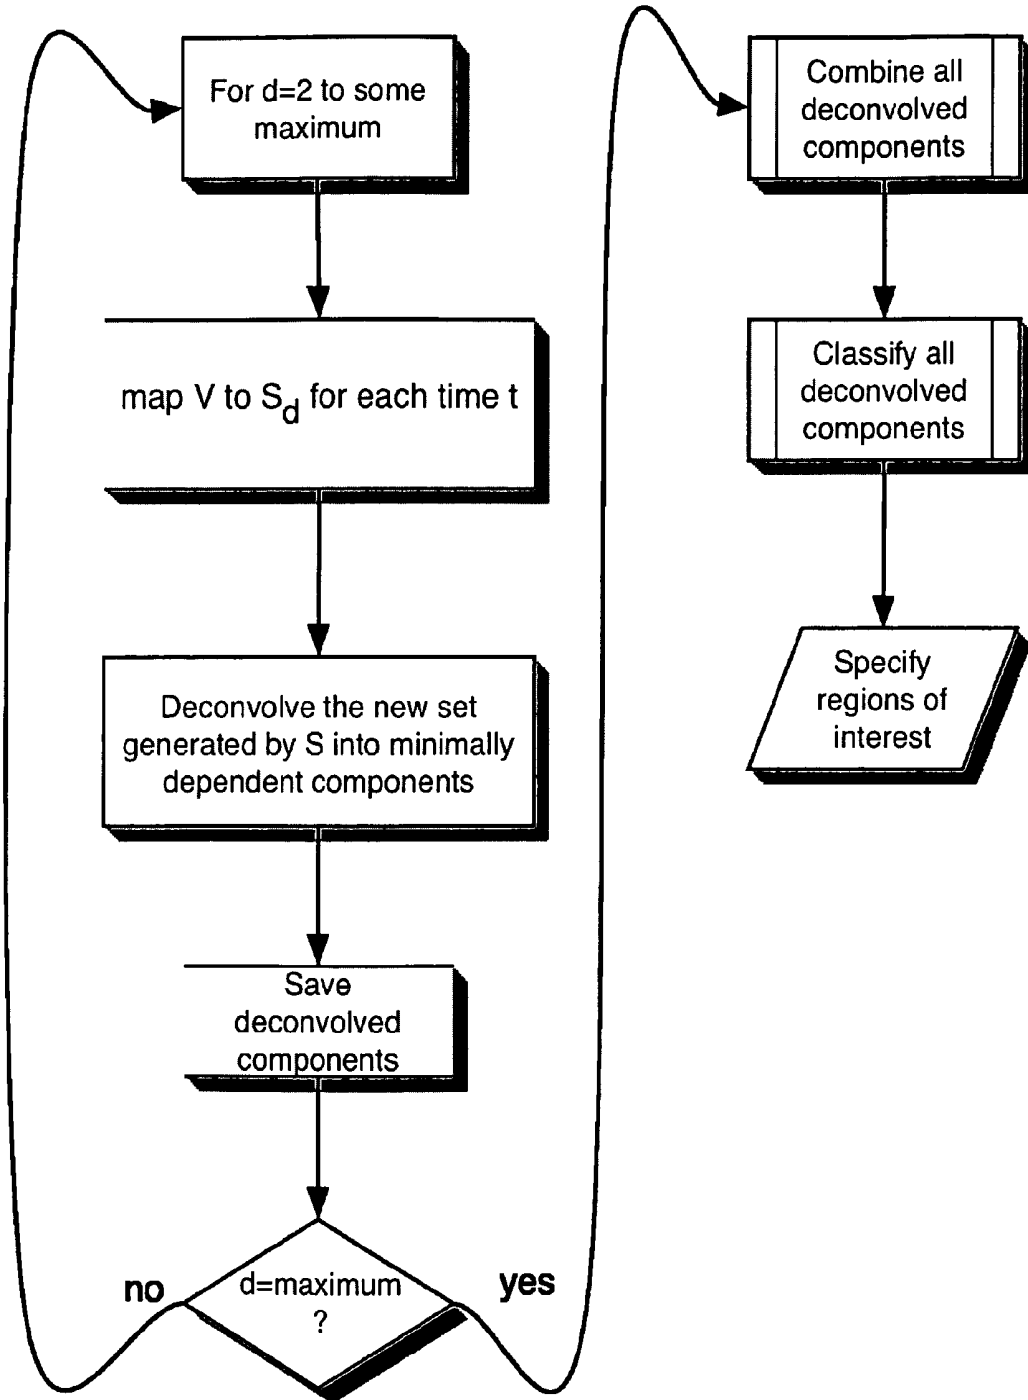 For d=2 to some
maximum
map V to S_d for each time t
Deconvolve the new set
generated by S into minimally
dependent components
Save
deconvolved
components
d=maximum
?
no
yes
Combine all
deconvolved
components
Classify all
deconvolved
components
Specify
regions of
interest